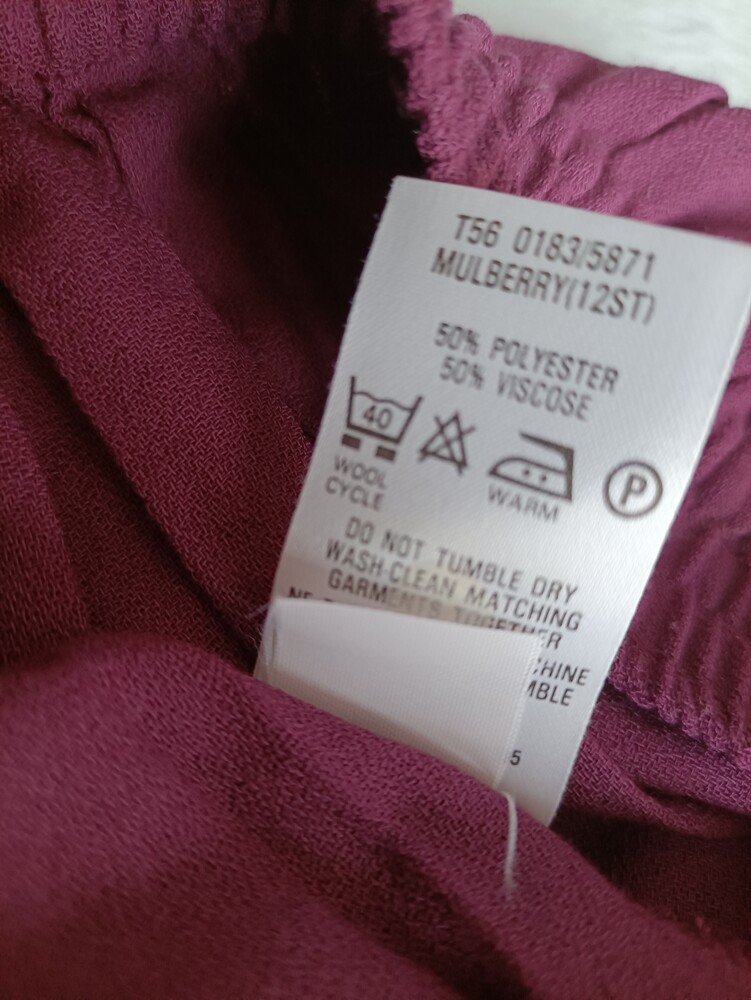 T56 0183/5871
MULBERRY(12ST)
50% POLYESTER
50% VISCOSE
40
WOOL
CYCLE
WARM
P
DO NOT TUMBLE DRY
WASH-CLEAN MATCHING
GARMENTS TOGETHER
5